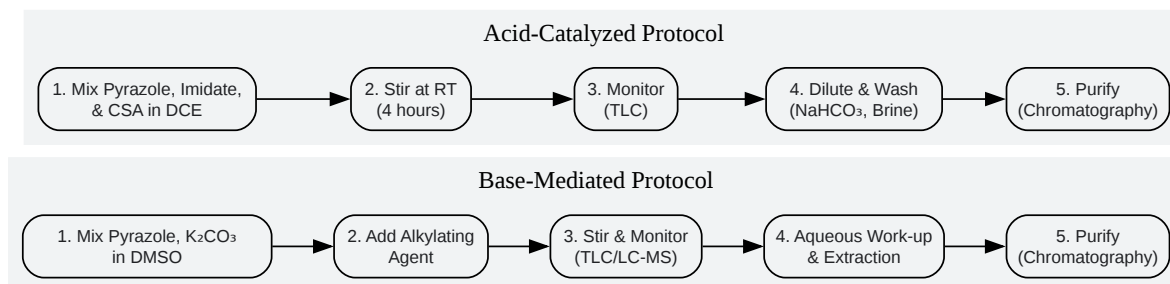 Acid-Catalyzed Protocol
1. Mix Pyrazole, Imidate,
& CSA in DCE
2. Stir at RT
(4 hours)
3. Monitor
(TLC)
4. Dilute & Wash
(NaHCO₃, Brine)
5. Purify
(Chromatography)
Base-Mediated Protocol
1. Mix Pyrazole, K₂CO₃
in DMSO
2. Add Alkylating
Agent
3. Stir & Monitor
(TLC/LC-MS)
4. Aqueous Work-up
& Extraction
5. Purify
(Chromatography)